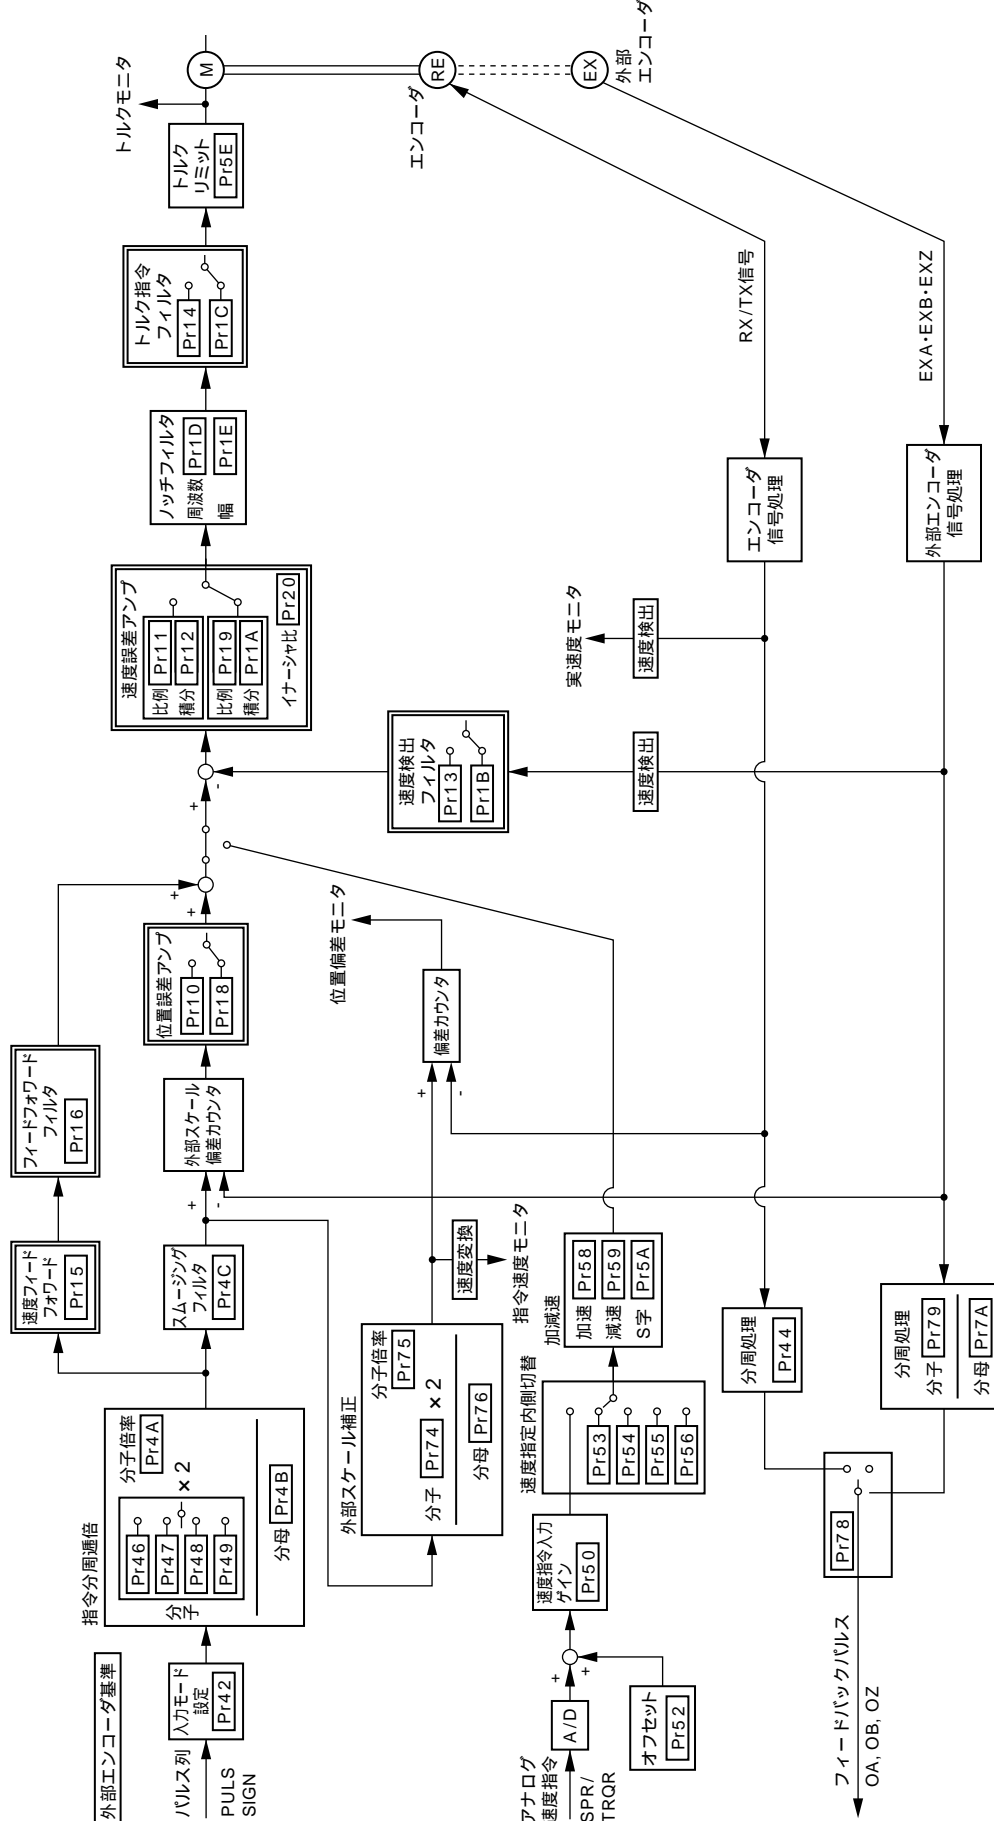 外部エンコーダ基準
パルス列
PULS
SIGN
入力モード
設定
Pr42
指令分周逓倍
分子
Pr46
Pr47
Pr48
Pr49
分子倍率
Pr4A
×2
分母 Pr4B
速度フィード
フォワード
Pr15
フィードフォワード
フィルタ
Pr16
スムージング
フィルタ
Pr4C
+
-
外部スケール
偏差カウンタ
位置誤差アンプ
Pr10
Pr18
+
+
+
-
速度誤差アンプ
比例 Pr11
積分 Pr12
比例 Pr19
積分 Pr1A
イナーシャ比 Pr20
ノッチフィルタ
周波数 Pr1D
幅 Pr1E
トルク指令
フィルタ
Pr14
Pr1C
トルク
リミット
Pr5E
トルクモニタ
M
RE
エンコーダ
EX
外部
エンコーダ
外部スケール補正
分子倍率
Pr75
分子 Pr74 ×2
分母 Pr76
速度変換
指令速度モニタ
+
-
偏差カウンタ
位置偏差モニタ
速度検出
フィルタ
Pr13
Pr1B
速度検出
速度検出
実速度モニタ
アナログ
速度指令
SPR/
TRQR
A/D
+
+
オフセット
Pr52
速度指令入力
ゲイン
Pr50
速度指定内側切替
Pr53
Pr54
Pr55
Pr56
加減速
加速 Pr58
減速 Pr59
S字 Pr5A
RX/TX信号
エンコーダ
信号処理
EXA・EXB・EXZ
外部エンコーダ
信号処理
分周処理
Pr44
分周処理
分子 Pr79
分母 Pr7A
Pr78
フィードバックパルス
OA, OB, OZ